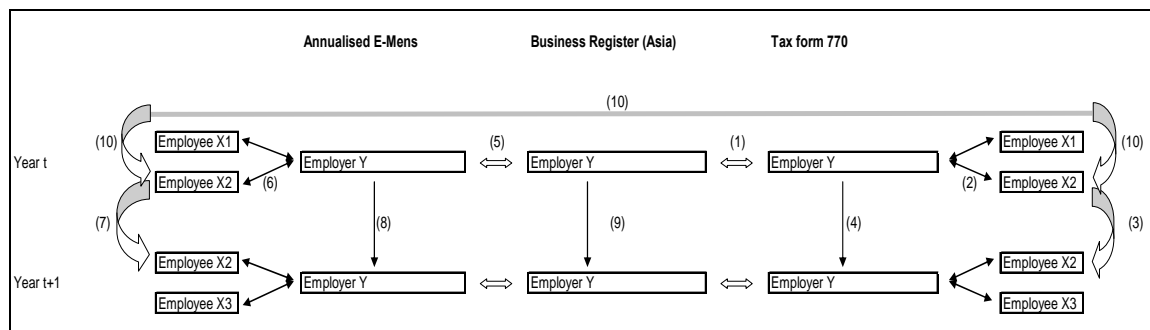 Annualised E-Mens Business Register (Asia) Tax form 770
(10)
(10) Employee X1 Employee X1 (10)
Year t Employer Y (5) Employer Y (1) Employer Y
Employee X2 (6) (2) Employee X2
(7) (8) (9) (4) (3)
Employee X2 Employee X2
Year t+1 Employer Y Employer Y Employer Y
Employee X3 Employee X3